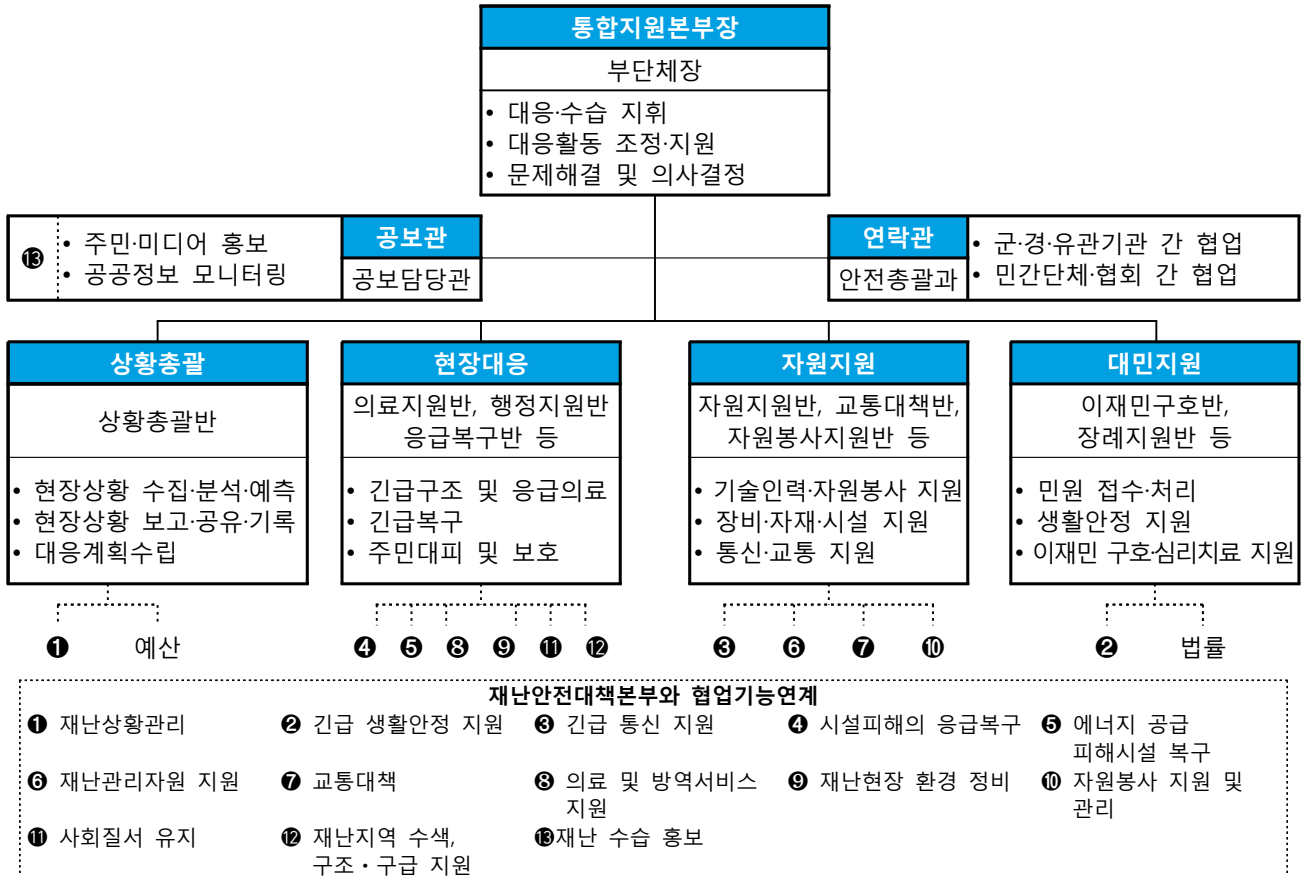 통합지원본부장
부단체장
• 대응·수습 지휘
• 대응활동 조정·지원
• 문제해결 및 의사결정
⓭
• 주민·미디어 홍보
• 공공정보 모니터링
공보관
공보담당관
연락관
안전총괄과
• 군·경·유관기관 간 협업
• 민간단체·협회 간 협업
상황총괄
상황총괄반
• 현장상황 수집·분석·예측
• 현장상황 보고·공유·기록
• 대응계획수립
현장대응
의료지원반, 행정지원반
응급복구반 등
• 긴급구조 및 응급의료
• 긴급복구
• 주민대피 및 보호
자원지원
자원지원반, 교통대책반,
자원봉사지원반 등
• 기술인력·자원봉사 지원
• 장비·자재·시설 지원
• 통신·교통 지원
대민지원
이재민구호반,
장례지원반 등
• 민원 접수·처리
• 생활안정 지원
• 이재민 구호·심리치료 지원
❶ 예산
❹ ❺ ❽ ❾ ⓫ ⓬
❸ ❻ ❼ ❿
❷ 법률
재난안전대책본부와 협업기능연계
❶ 재난상황관리
❷ 긴급 생활안정 지원
❸ 긴급 통신 지원
❹ 시설피해의 응급복구
❺ 에너지 공급
피해시설 복구
❻ 재난관리자원 지원
❼ 교통대책
❽ 의료 및 방역서비스
지원
❾ 재난현장 환경 정비
❿ 자원봉사 지원 및
관리
⓫ 사회질서 유지
⓬ 재난지역 수색,
구조・구급 지원
⓭재난 수습 홍보